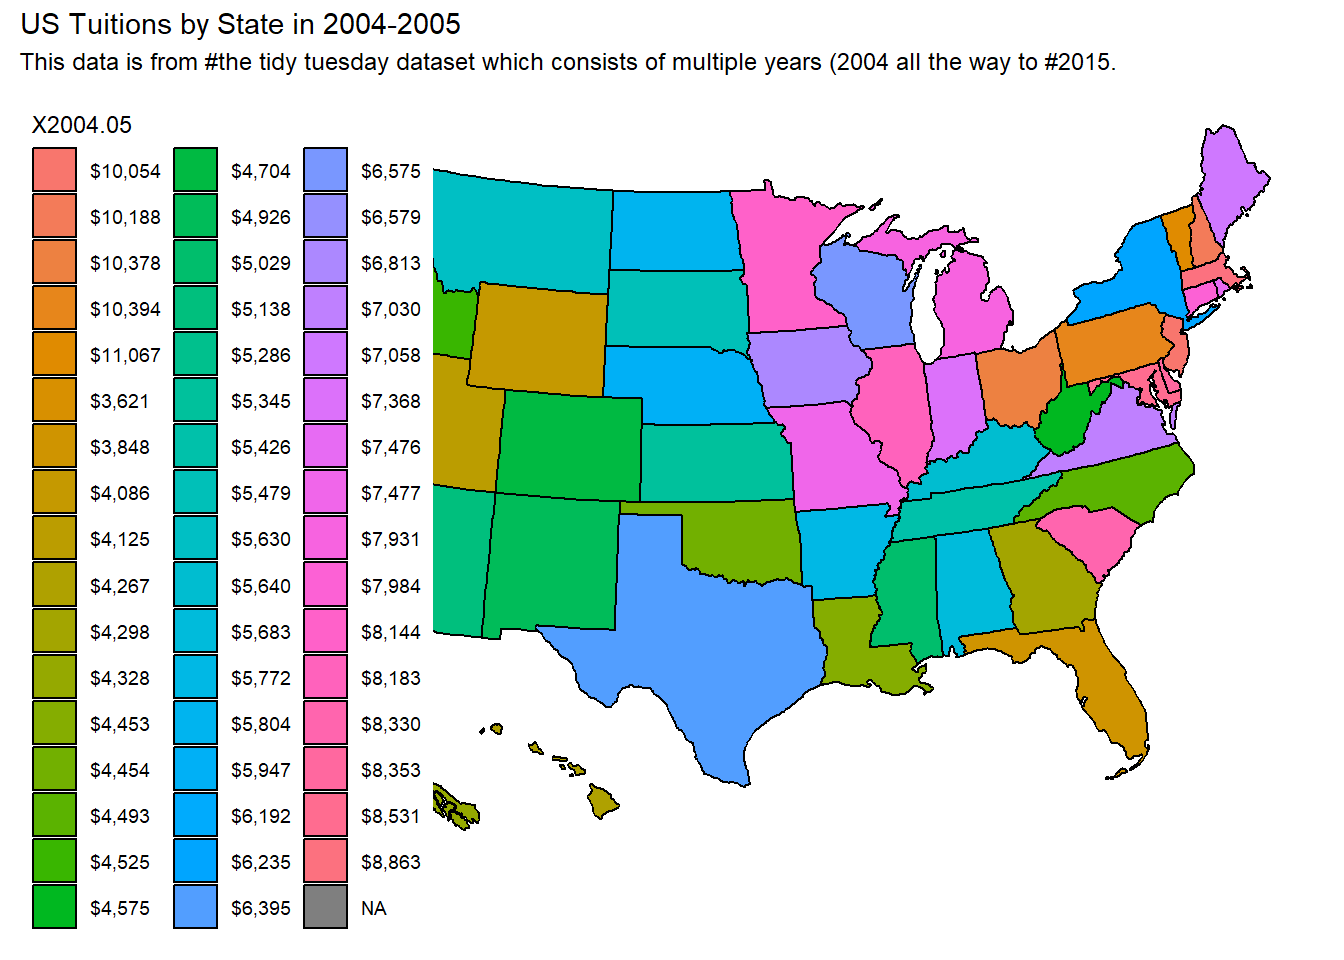 US Tuitions by State in 2004-2005
This data is from #the tidy tuesday dataset which consists of multiple years (2004 all the way to #2015.
X2004.05
$10,054 $4,704 $6,575
$10,188 $4,926 $6,579
$10,378 $5,029 $6,813
$10,394 $5,138 $7,030
$11,067 $5,286 $7,058
$3,621 $5,345 $7,368
$3,848 $5,426 $7,476
$4,086 $5,479 $7,477
$4,125 $5,630 $7,931
$4,267 $5,640 $7,984
$4,298 $5,683 $8,144
$4,328 $5,772 $8,183
$4,453 $5,804 $8,330
$4,454 $5,947 $8,353
$4,493 $6,192 $8,531
$4,525 $6,235 $8,863
$4,575 $6,395 NA